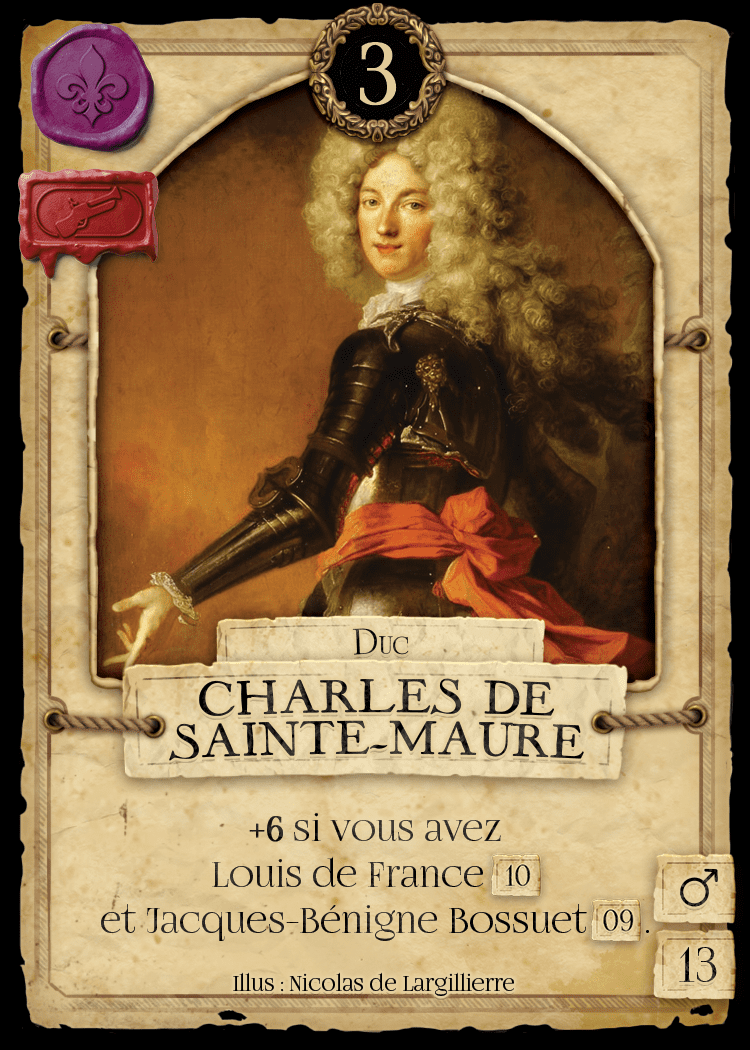 3
Duc
CHARLES DE
SAINTE-MAURE
+6 si vous avez
Louis de France 10
et Jacques-Bénigne Bossuet 09.
♂
13
Illus : Nicolas de Largillierre